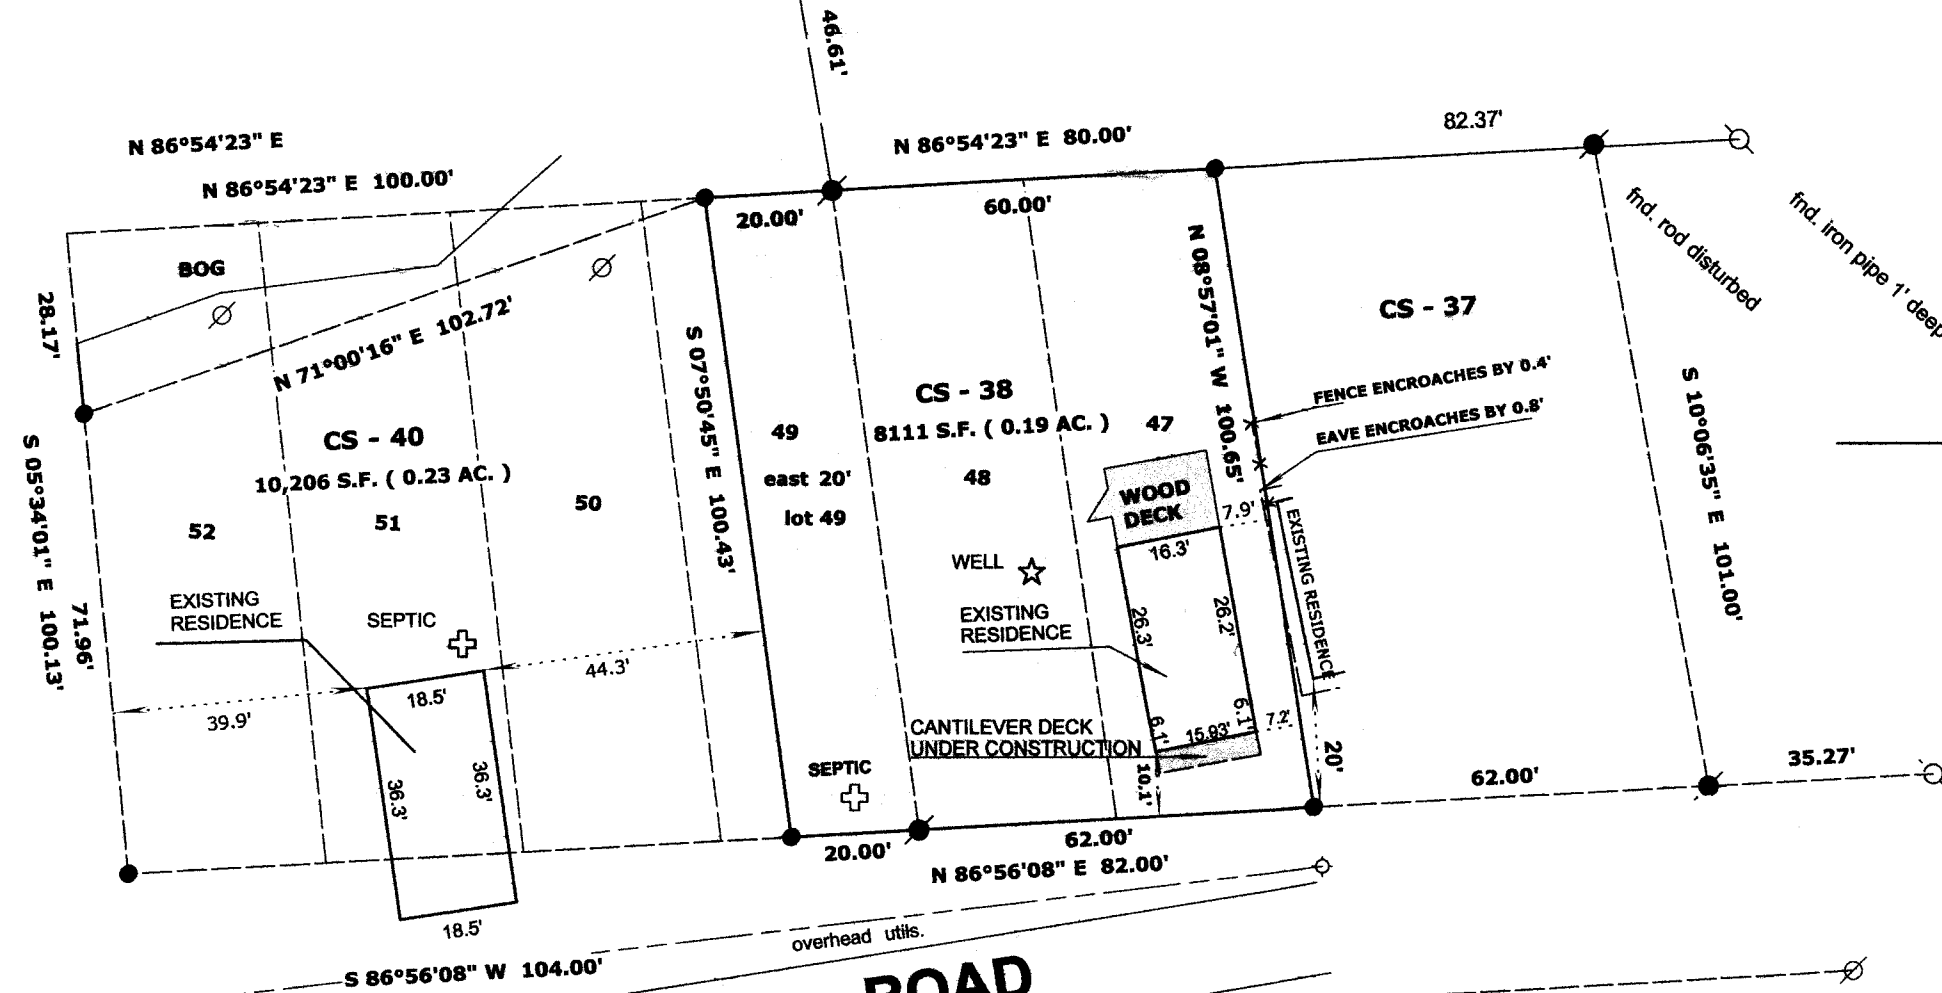 46.61'
N 86°54'23" E
N 86°54'23" E 100.00'
N 86°54'23" E 80.00'
82.37'
20.00'
60.00'
fnd. rod disturbed
fnd. iron pipe 1' deep
BOG
28.17'
N 71°00'16" E 102.72'
S 07°50'45" E 100.43'
N 08°57'01" W 100.65'
CS - 37
FENCE ENCROACHES BY 0.4'
EAVE ENCROACHES BY 0.8'
S 10°06'35" E 101.00'
CS - 38
8111 S.F. ( 0.19 AC. )
47
49
east 20'
lot 49
48
CS - 40
10,206 S.F. ( 0.23 AC. )
52
51
50
S 05°34'01" E 100.13'
71.96'
WOOD
DECK
7.9'
16.3'
EXISTING RESIDENCE
WELL
EXISTING
RESIDENCE
26.3'
26.2'
EXISTING
RESIDENCE
SEPTIC
44.3'
39.9'
18.5'
36.3'
36.3'
18.5'
CANTILEVER DECK
UNDER CONSTRUCTION
6.1'
15.93'
6.1'
7.2'
10.1'
20'
SEPTIC
20.00'
62.00'
62.00'
35.27'
N 86°56'08" E 82.00'
overhead utils.
S 86°56'08" W 104.00'
ROAD